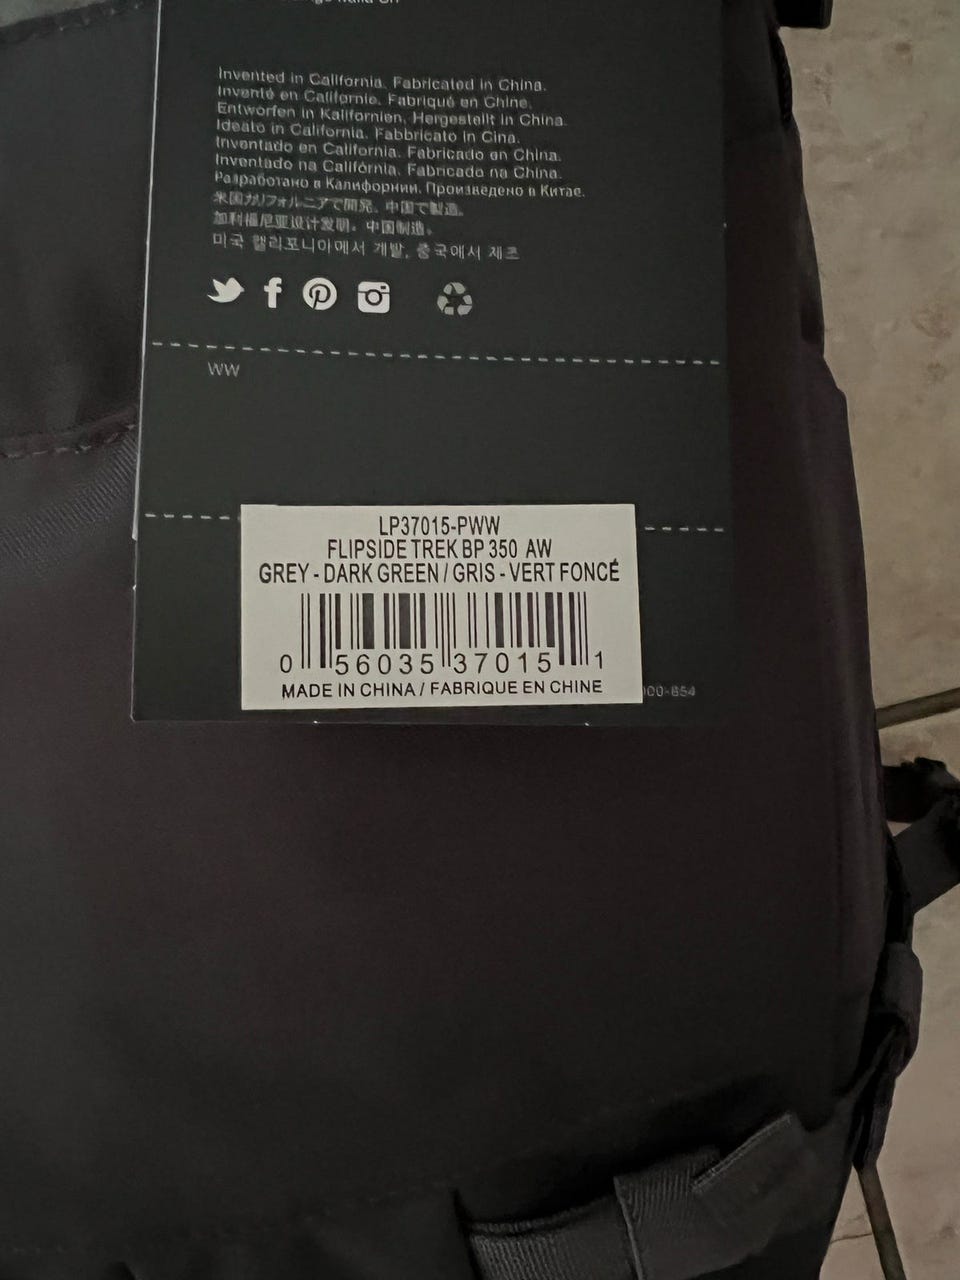 Invented in California. Fabricated in China.
Inventé en Californie. Fabriqué en Chine.
Entworfen in Kalifornien. Hergestellt in China.
Ideato in California. Fabbricato in Cina.
Inventado en California. Fabricado en China.
Inventado na Califórnia. Fabricado na China.
Разработано в Калифорнии. Произведено в Китае.
米国カリフォルニアで開発、中国で製造。
加利福尼亚设计发明。中国制造。
미국 캘리포니아에서 개발, 중국에서 제조
WW
LP37015-PWW
FLIPSIDE TREK BP 350 AW
GREY - DARK GREEN / GRIS - VERT FONCÉ
0 56035 37015 1
MADE IN CHINA / FABRIQUE EN CHINE
00-854